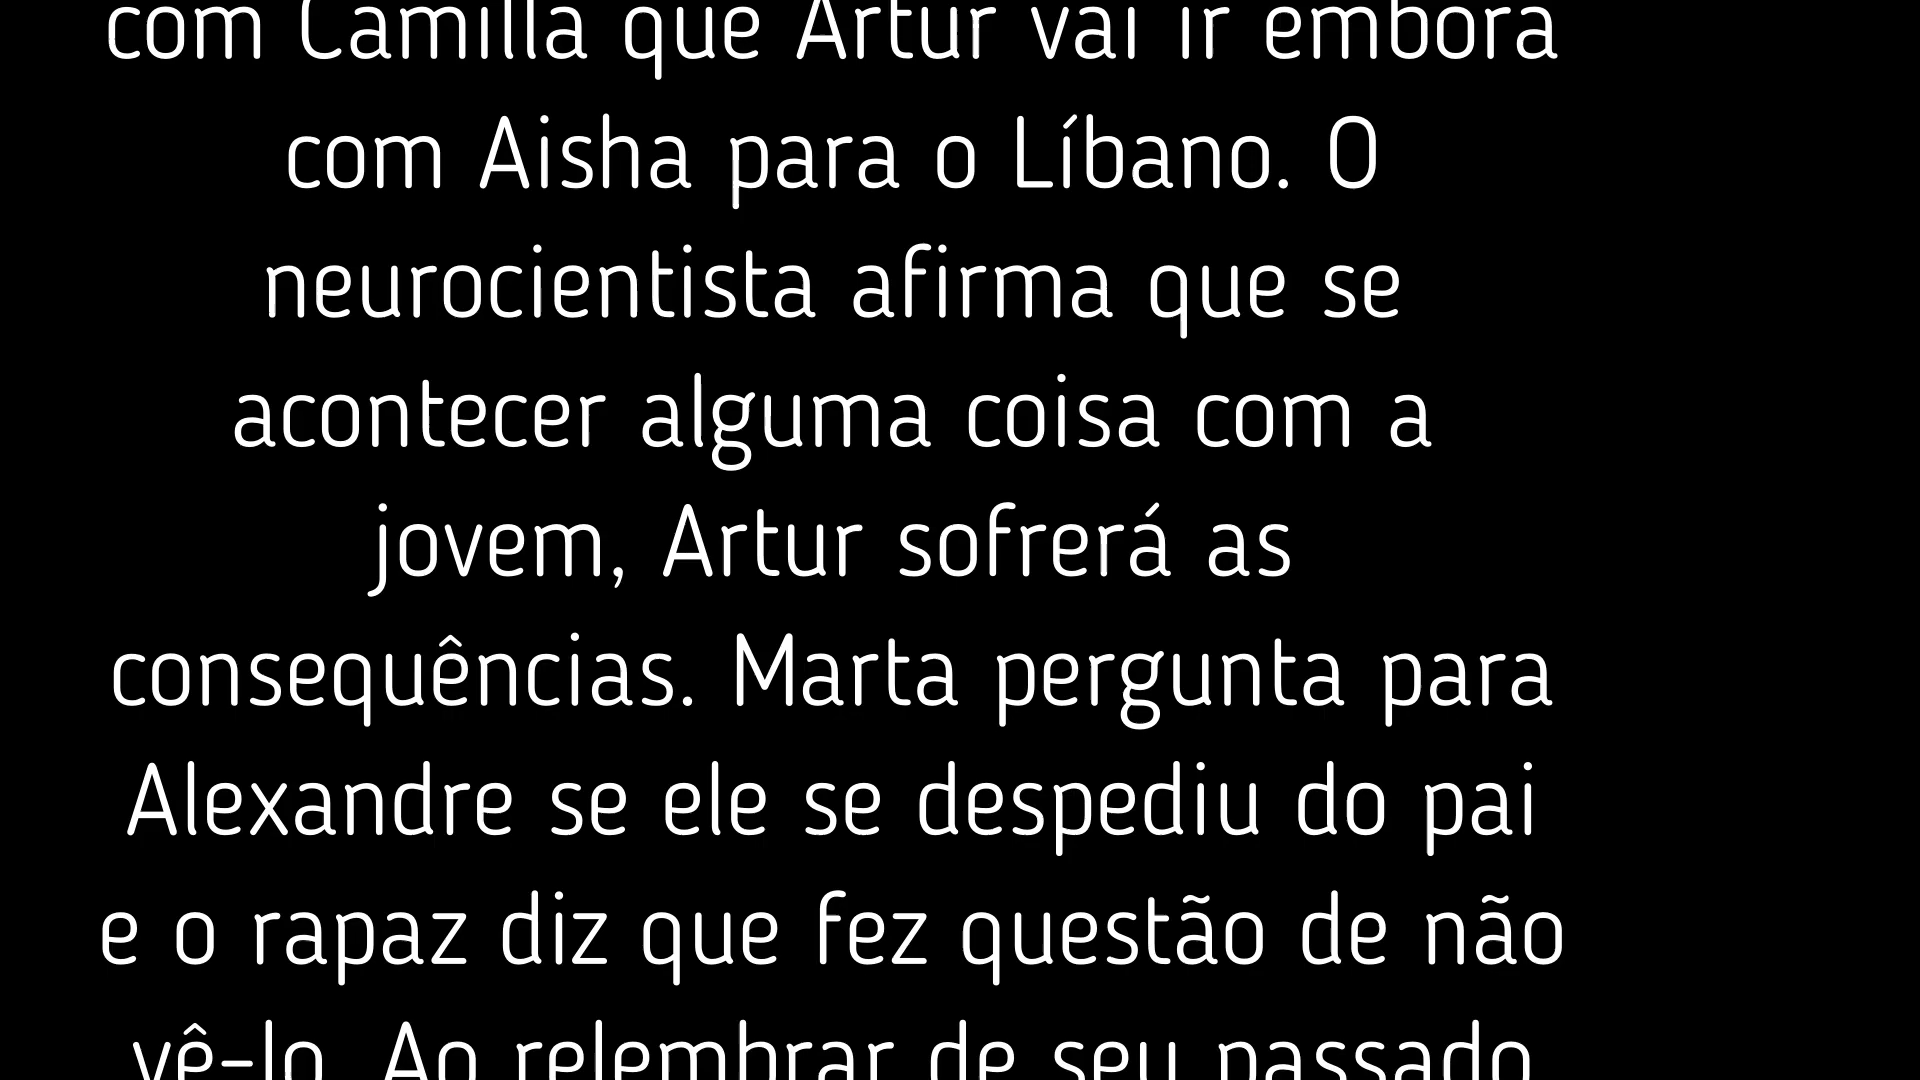 com Camilla que Artur vai ir embora
com Aisha para o Líbano. O
neurocientista afirma que se
acontecer alguma coisa com a
jovem, Artur sofrerá as
consequências. Marta pergunta para
Alexandre se ele se despediu do pai
e o rapaz diz que fez questão de não
vê-lo. Ao relembrar de seu passado